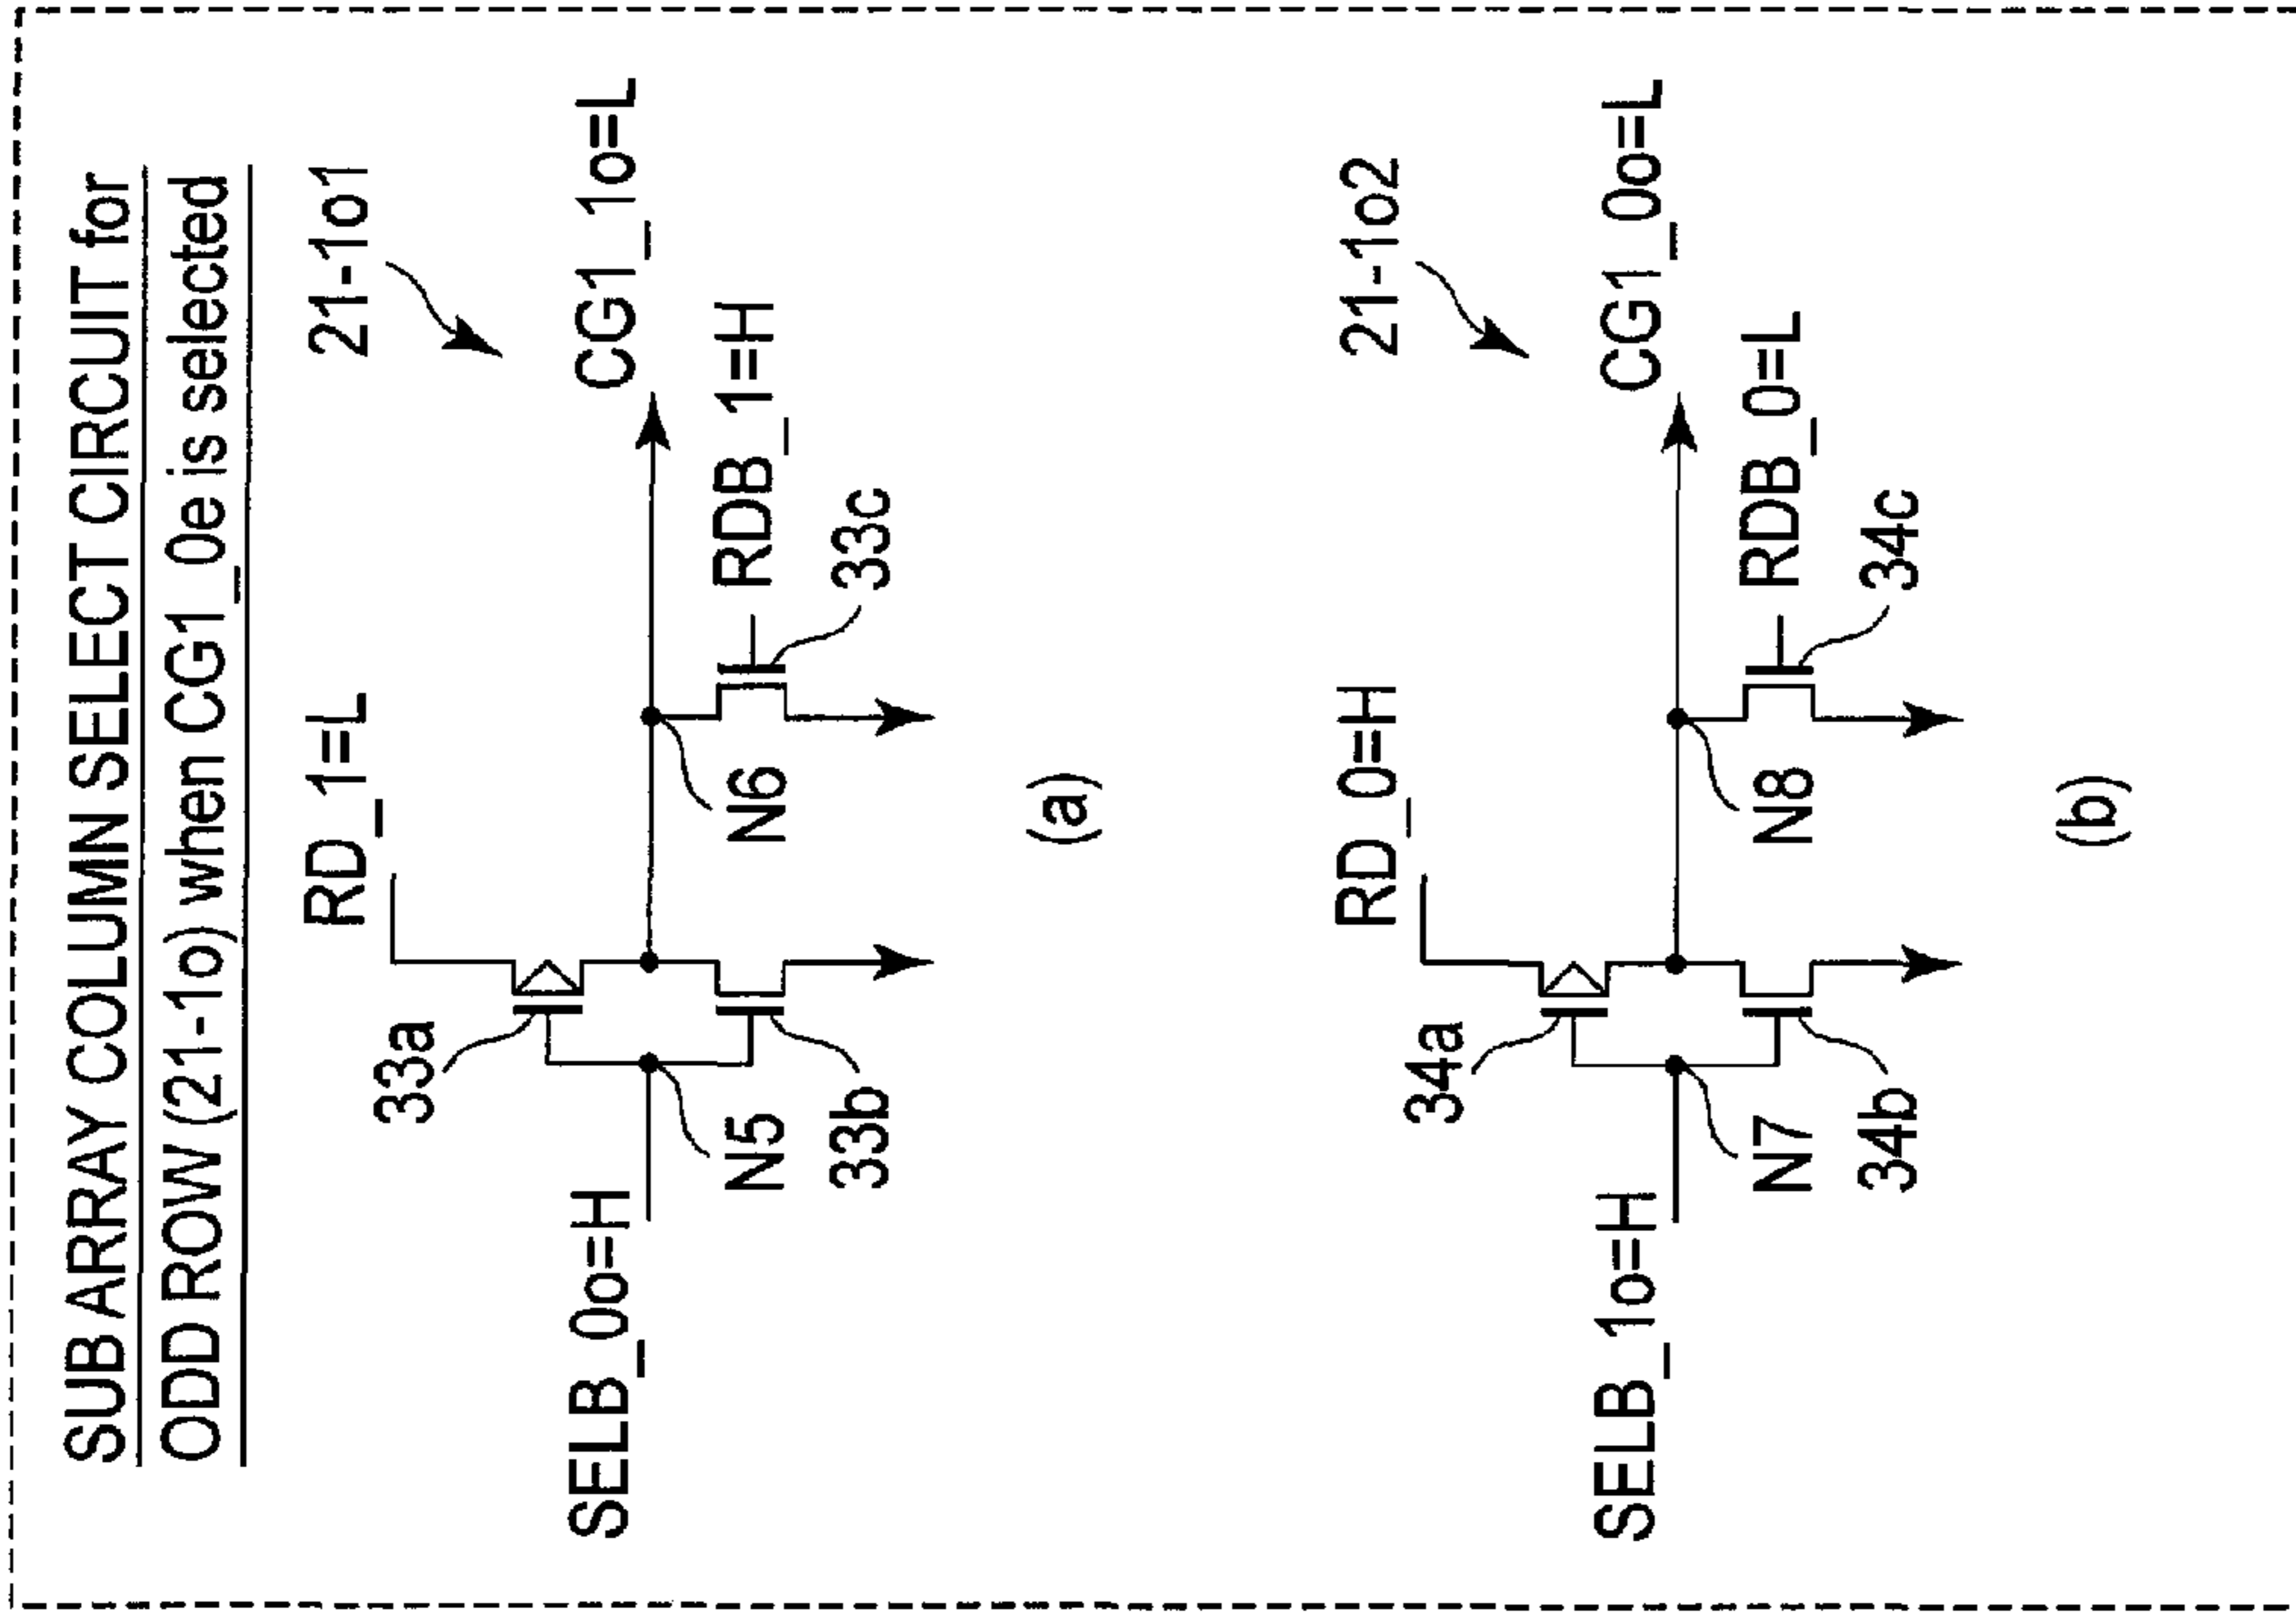 SUB ARRAY COLUMN SELECT CIRCUIT for
ODD ROW (21-1o) when CG1_0e is selected
21-1o1
RD_1=L
33a
SELB_0o=H
CG1_1o=L
N5
N6
RDB_1=H
33b
33c
(a)
21-1o2
RD_0=H
34a
SELB_1o=H
CG1_0o=L
N7
N8
RDB_0=L
34b
34c
(b)